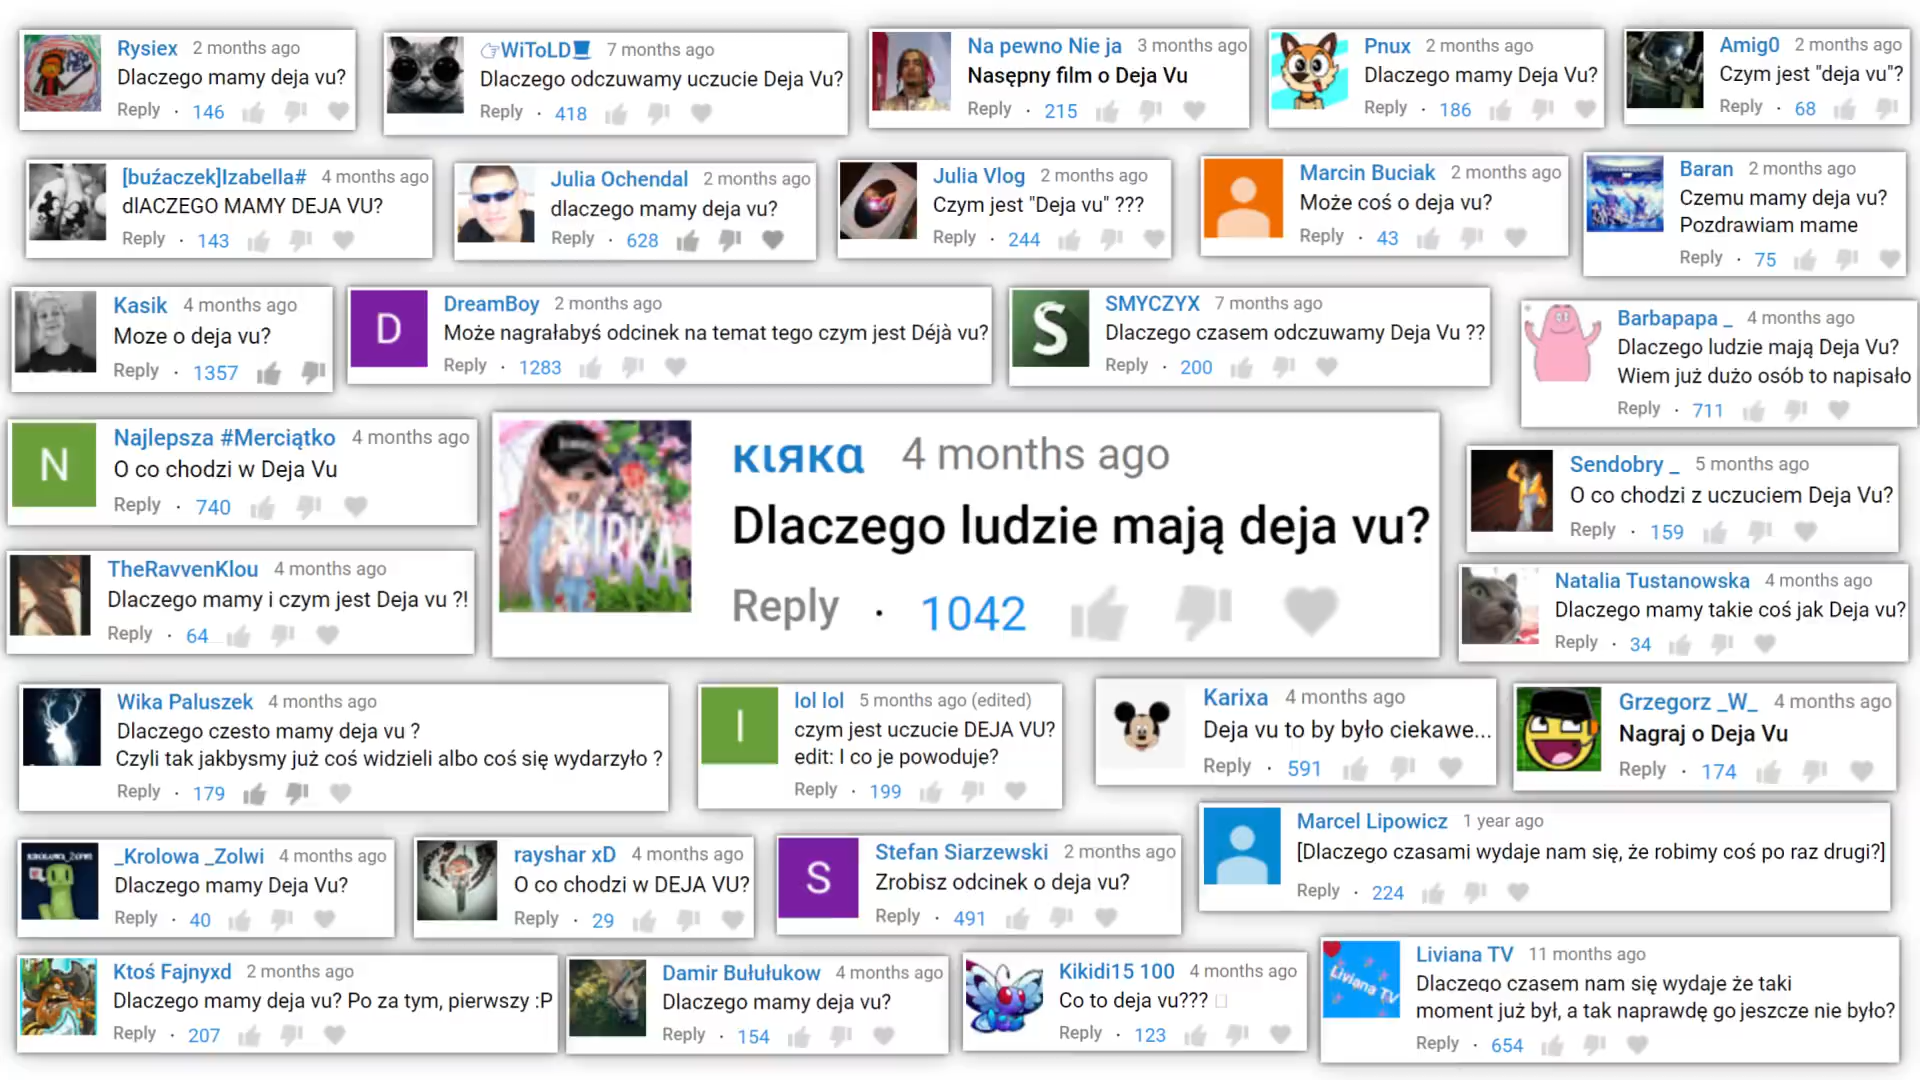 Rysiex 2 months ago
Dlaczego mamy deja vu?
Reply · 146
👉WiToLD 7 months ago
Dlaczego odczuwamy uczucie Deja Vu?
Reply · 418
Na pewno Nie ja 3 months ago
Nasępny film o Deja Vu
Reply · 215
Pnux 2 months ago
Dlaczego mamy Deja Vu?
Reply · 186
Amig0 2 months ago
Czym jest "deja vu"?
Reply · 68
[buźaczek]Izabella# 4 months ago
dlACZEGO MAMY DEJA VU?
Reply · 143
Julia Ochendal 2 months ago
dlaczego mamy deja vu?
Reply · 628
Julia Vlog 2 months ago
Czym jest "Deja vu" ???
Reply · 244
Marcin Buciak 2 months ago
Może coś o deja vu?
Reply · 43
Baran 2 months ago
Czemu mamy deja vu?
Pozdrawiam mame
Reply · 75
Kasik 4 months ago
Moze o deja vu?
Reply · 1357
D
DreamBoy 2 months ago
Może nagrałabyś odcinek na temat tego czym jest Déjà vu?
Reply · 1283
S
SMYCZYX 7 months ago
Dlaczego czasem odczuwamy Deja Vu ??
Reply · 200
Barbapapa _ 4 months ago
Dlaczego ludzie mają Deja Vu?
Wiem już dużo osób to napisało
Reply · 711
N
Najlepsza #Merciątko 4 months ago
O co chodzi w Deja Vu
Reply · 740
KIRKA
кιякα 4 months ago
Dlaczego ludzie mają deja vu?
Reply · 1042
Sendobry _ 5 months ago
O co chodzi z uczuciem Deja Vu?
Reply · 159
TheRavvenKlou 4 months ago
Dlaczego mamy i czym jest Deja vu ?!
Reply · 64
Natalia Tustanowska 4 months ago
Dlaczego mamy takie coś jak Deja vu?
Reply · 34
Wika Paluszek 4 months ago
Dlaczego czesto mamy deja vu ?
Czyli tak jakbysmy już coś widzieli albo coś się wydarzyło ?
Reply · 179
l
lol lol 5 months ago (edited)
czym jest uczucie DEJA VU?
edit: I co je powoduje?
Reply · 199
Karixa 4 months ago
Deja vu to by było ciekawe...
Reply · 591
Grzegorz _W_ 4 months ago
Nagraj o Deja Vu
Reply · 174
KROLOWA_ZOLWI
_Krolowa _Zolwi 4 months ago
Dlaczego mamy Deja Vu?
Reply · 40
rayshar xD 4 months ago
O co chodzi w DEJA VU?
Reply · 29
S
Stefan Siarzewski 2 months ago
Zrobisz odcinek o deja vu?
Reply · 491
Marcel Lipowicz 1 year ago
[Dlaczego czasami wydaje nam się, że robimy coś po raz drugi?]
Reply · 224
Ktoś Fajnyxd 2 months ago
Dlaczego mamy deja vu? Po za tym, pierwszy :P
Reply · 207
Damir Bułułukow 4 months ago
Dlaczego mamy deja vu?
Reply · 154
Kikidi15 100 4 months ago
Co to deja vu???
Reply · 123
Liviana TV
Liviana TV 11 months ago
Dlaczego czasem nam się wydaje że taki
moment już był, a tak naprawdę go jeszcze nie było?
Reply · 654